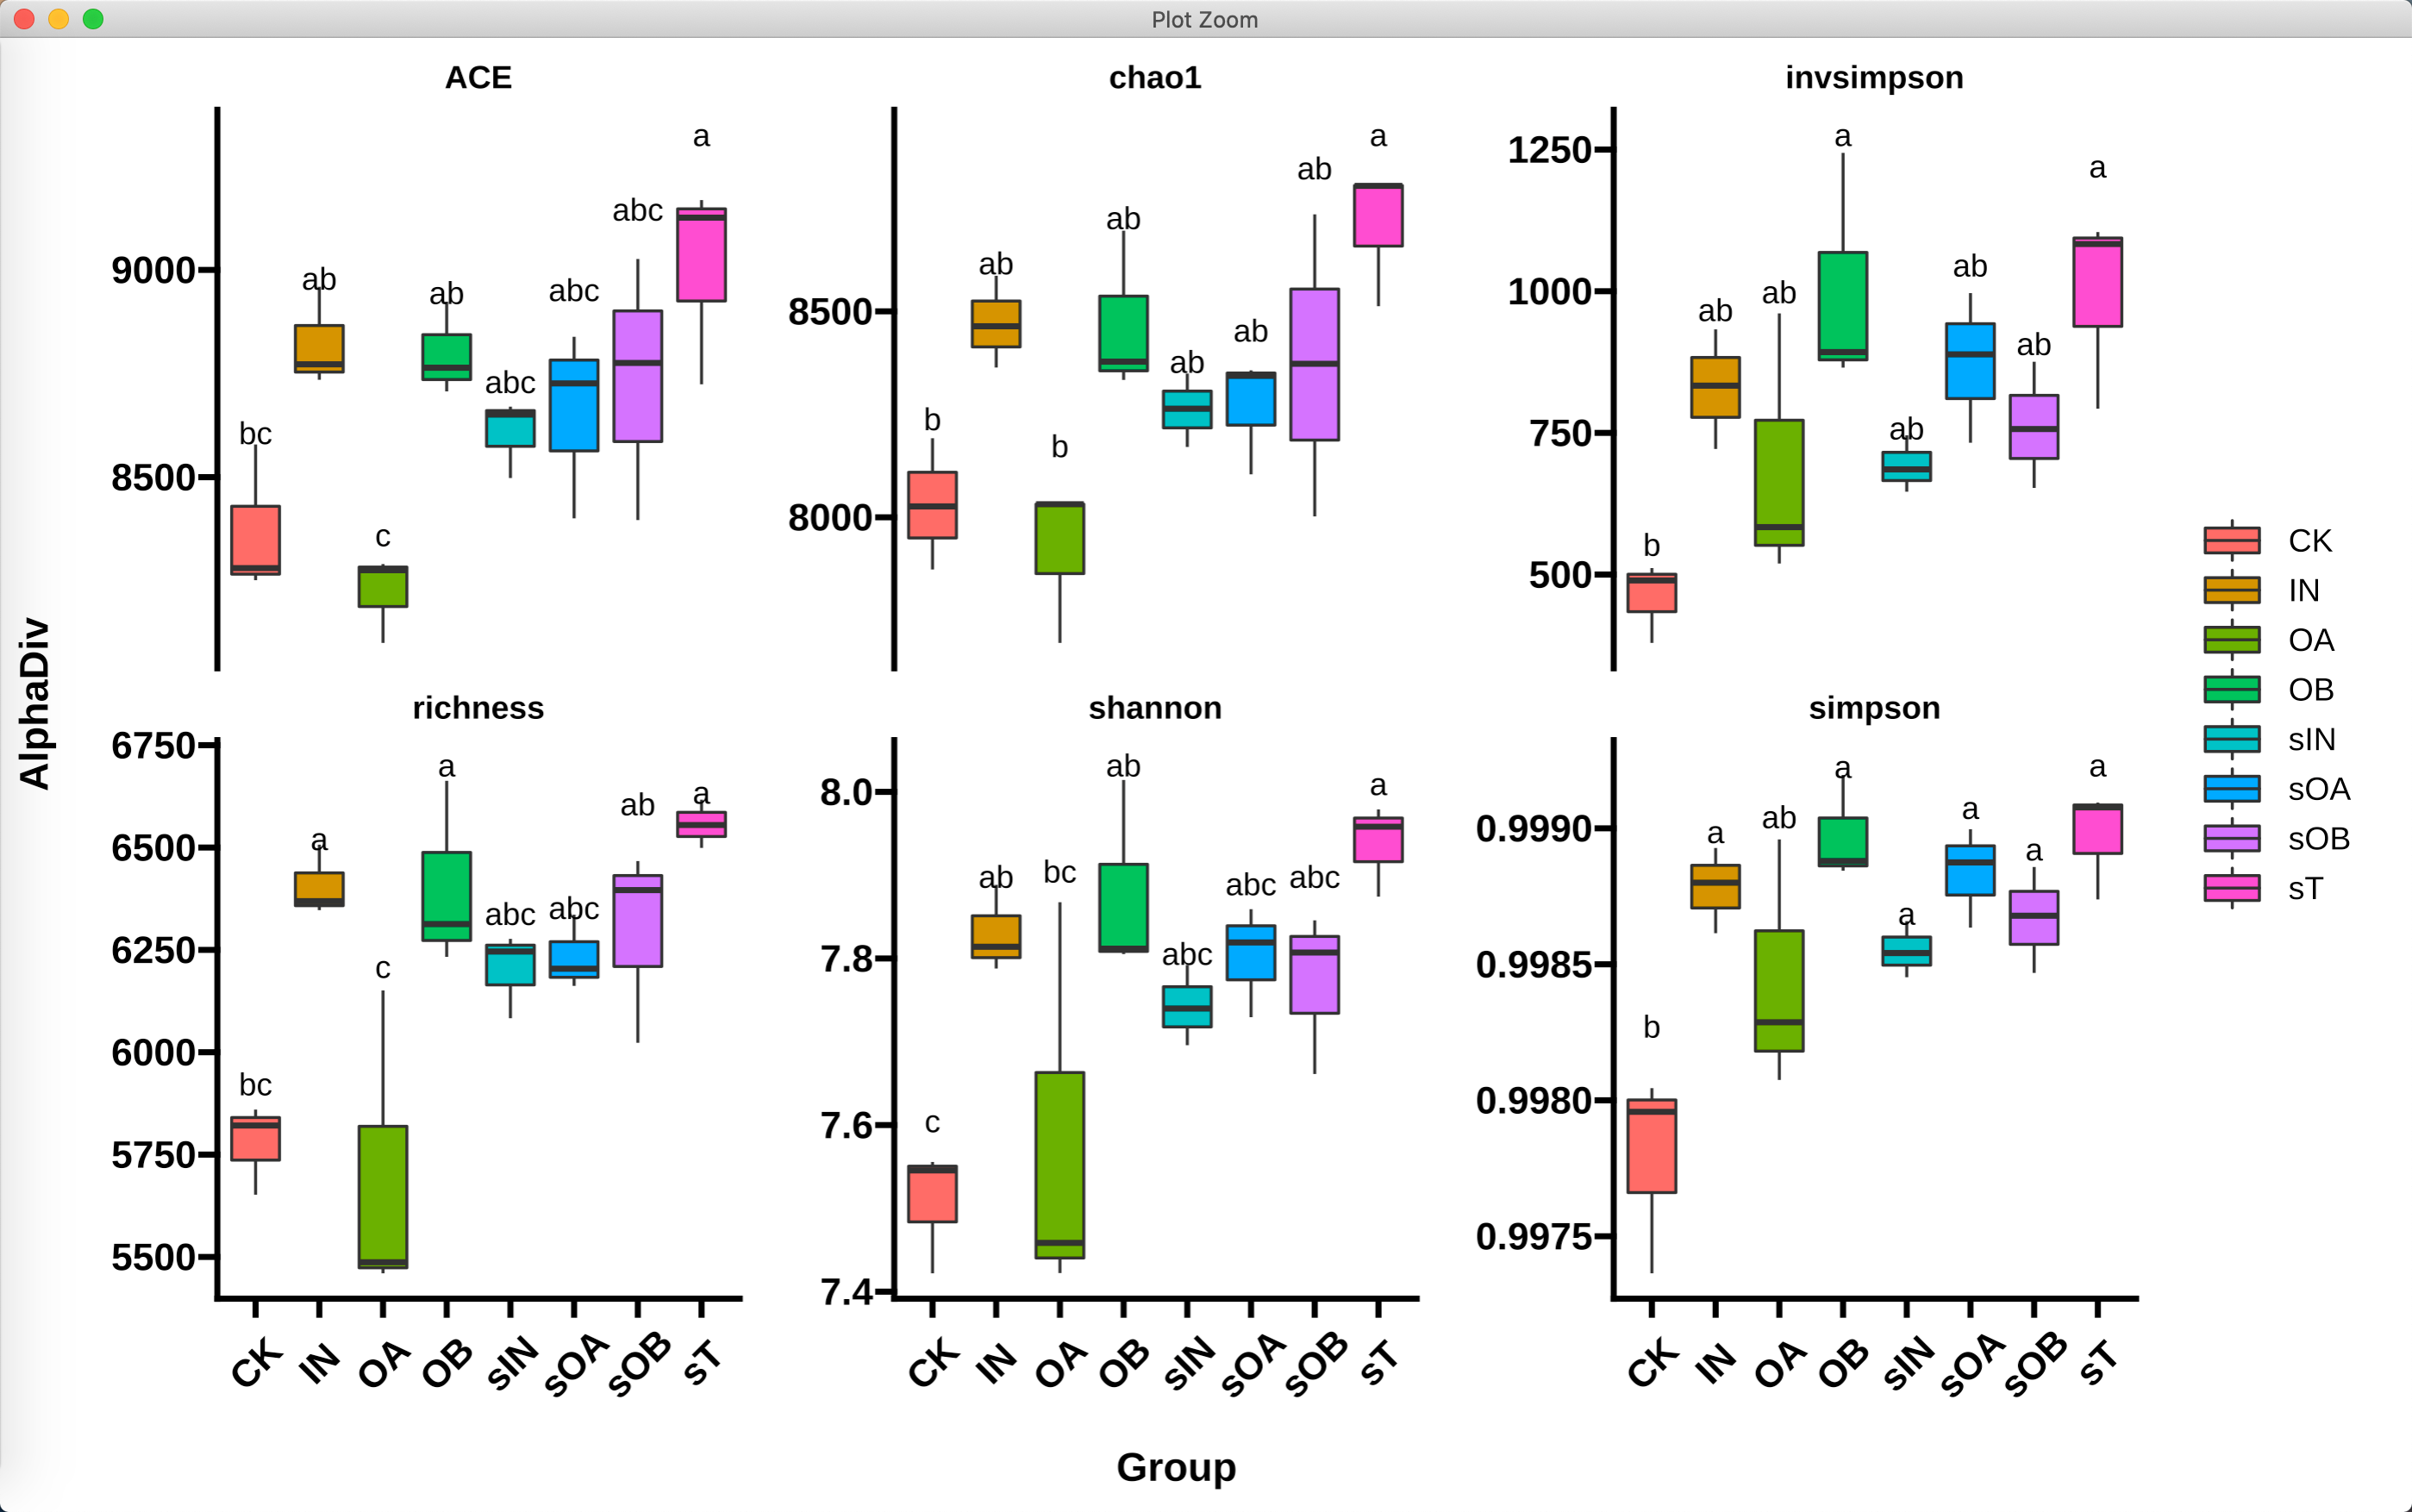 Plot Zoom
ACE
chao1
invsimpson
AlphaDiv
9000
8500
bc
ab
c
ab
abc
abc
abc
a
8500
8000
b
ab
b
ab
ab
ab
ab
a
1250
1000
750
500
b
ab
ab
a
ab
ab
ab
a
richness
shannon
simpson
6750
6500
6250
6000
5750
5500
bc
a
c
a
abc
abc
ab
a
8.0
7.8
7.6
7.4
c
ab
bc
ab
abc
abc
abc
a
0.9990
0.9985
0.9980
0.9975
b
a
ab
a
a
a
a
a
CK IN OA OB sIN sOA sOB sT
CK IN OA OB sIN sOA sOB sT
CK IN OA OB sIN sOA sOB sT
Group
CK
IN
OA
OB
sIN
sOA
sOB
sT